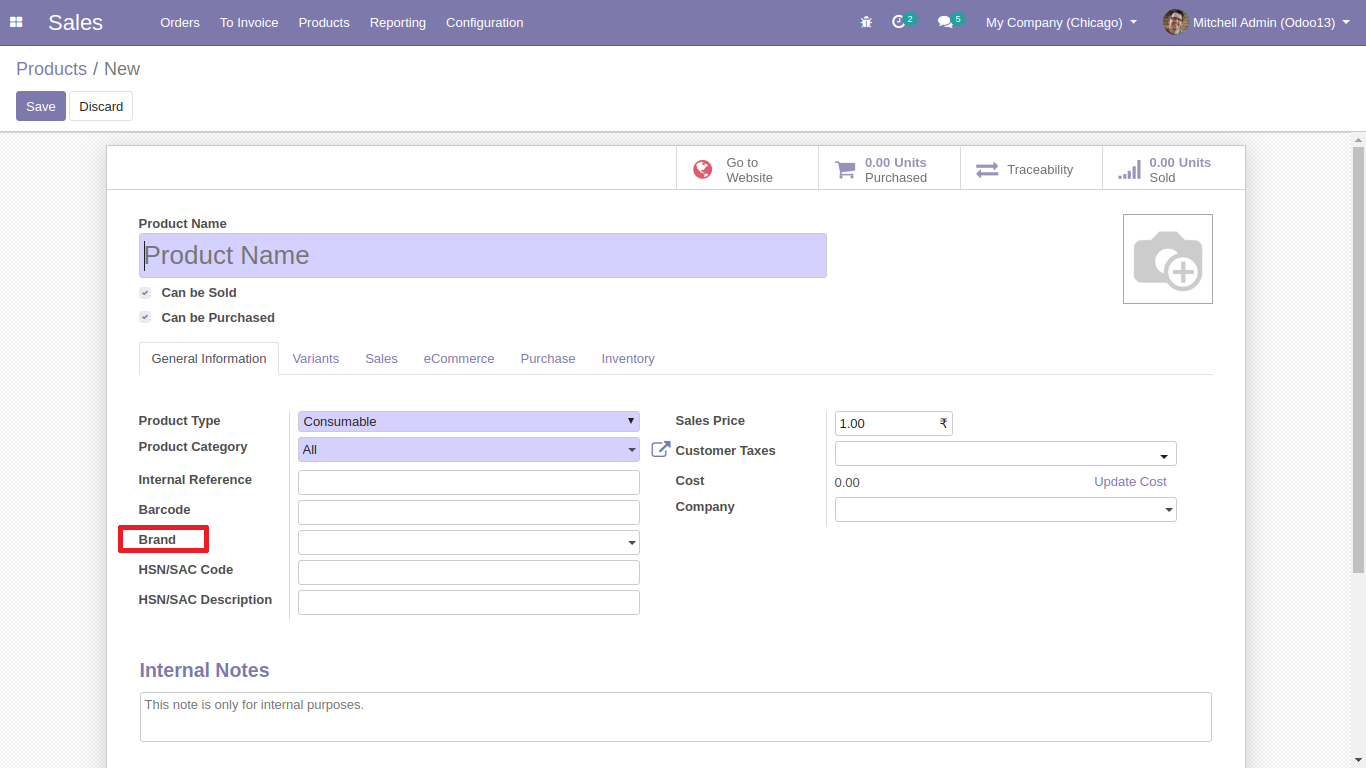 Sales Orders To Invoice Products Reporting Configuration 2 5 My Company (Chicago) Mitchell Admin (Odoo13)
Products / New
Save Discard
Go to
Website
0.00 Units
Purchased
Traceability
0.00 Units
Sold
Product Name
Product Name
Can be Sold
Can be Purchased
General Information Variants Sales eCommerce Purchase Inventory
Product Type Consumable
Product Category All
Internal Reference
Barcode
Brand
HSN/SAC Code
HSN/SAC Description
Sales Price 1.00 ₹
Customer Taxes
Cost 0.00 Update Cost
Company
Internal Notes
This note is only for internal purposes.